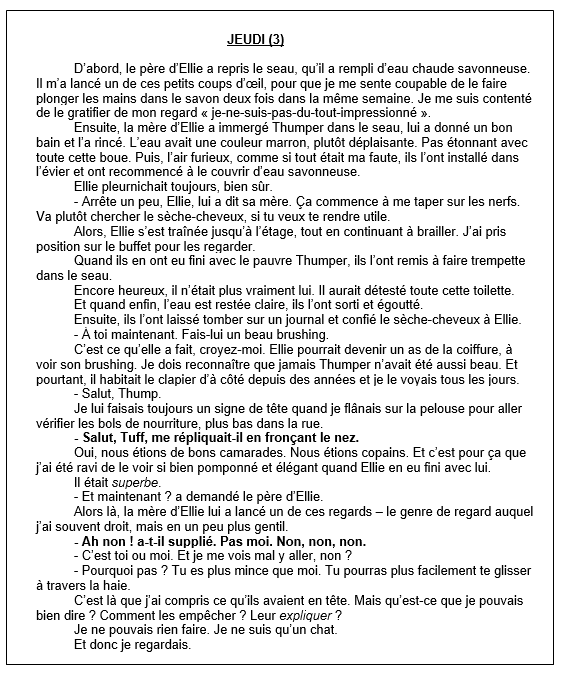 JEUDI (3)
D’abord, le père d’Ellie a repris le seau, qu’il a rempli d’eau chaude savonneuse.
Il m’a lancé un de ces petits coups d’œil, pour que je me sente coupable de le faire
plonger les mains dans le savon deux fois dans la même semaine. Je me suis contenté
de le gratifier de mon regard « je-ne-suis-pas-du-tout-impressionné ».
Ensuite, la mère d’Ellie a immergé Thumper dans le seau, lui a donné un bon
bain et l’a rincé. L’eau avait une couleur marron, plutôt déplaisante. Pas étonnant avec
toute cette boue. Puis, l’air furieux, comme si tout était ma faute, ils l’ont installé dans
l’évier et ont recommencé à le couvrir d’eau savonneuse.
Ellie pleurnichait toujours, bien sûr.
- Arrête un peu, Ellie, lui a dit sa mère. Ça commence à me taper sur les nerfs.
Va plutôt chercher le sèche-cheveux, si tu veux te rendre utile.
Alors, Ellie s’est traînée jusqu’à l’étage, tout en continuant à brailler. J’ai pris
position sur le buffet pour les regarder.
Quand ils en ont eu fini avec le pauvre Thumper, ils l’ont remis à faire trempette
dans le seau.
Encore heureux, il n’était plus vraiment lui. Il aurait détesté toute cette toilette.
Et quand enfin, l’eau est restée claire, ils l’ont sorti et égoutté.
Ensuite, ils l’ont laissé tomber sur un journal et confié le sèche-cheveux à Ellie.
- À toi maintenant. Fais-lui un beau brushing.
C’est ce qu’elle a fait, croyez-moi. Ellie pourrait devenir un as de la coiffure, à
voir son brushing. Je dois reconnaître que jamais Thumper n’avait été aussi beau. Et
pourtant, il habitait le clapier d’à côté depuis des années et je le voyais tous les jours.
- Salut, Thump.
Je lui faisais toujours un signe de tête quand je flânais sur la pelouse pour aller
vérifier les bols de nourriture, plus bas dans la rue.
- Salut, Tuff, me répliquait-il en fronçant le nez.
Oui, nous étions de bons camarades. Nous étions copains. Et c’est pour ça que
j’ai été ravi de le voir si bien pomponné et élégant quand Ellie en eu fini avec lui.
Il était superbe.
- Et maintenant ? a demandé le père d’Ellie.
Alors là, la mère d’Ellie lui a lancé un de ces regards – le genre de regard auquel
j’ai souvent droit, mais en un peu plus gentil.
- Ah non ! a-t-il supplié. Pas moi. Non, non, non.
- C’est toi ou moi. Et je me vois mal y aller, non ?
- Pourquoi pas ? Tu es plus mince que moi. Tu pourras plus facilement te glisser
à travers la haie.
C’est là que j’ai compris ce qu’ils avaient en tête. Mais qu’est-ce que je pouvais
bien dire ? Comment les empêcher ? Leur expliquer ?
Je ne pouvais rien faire. Je ne suis qu’un chat.
Et donc je regardais.